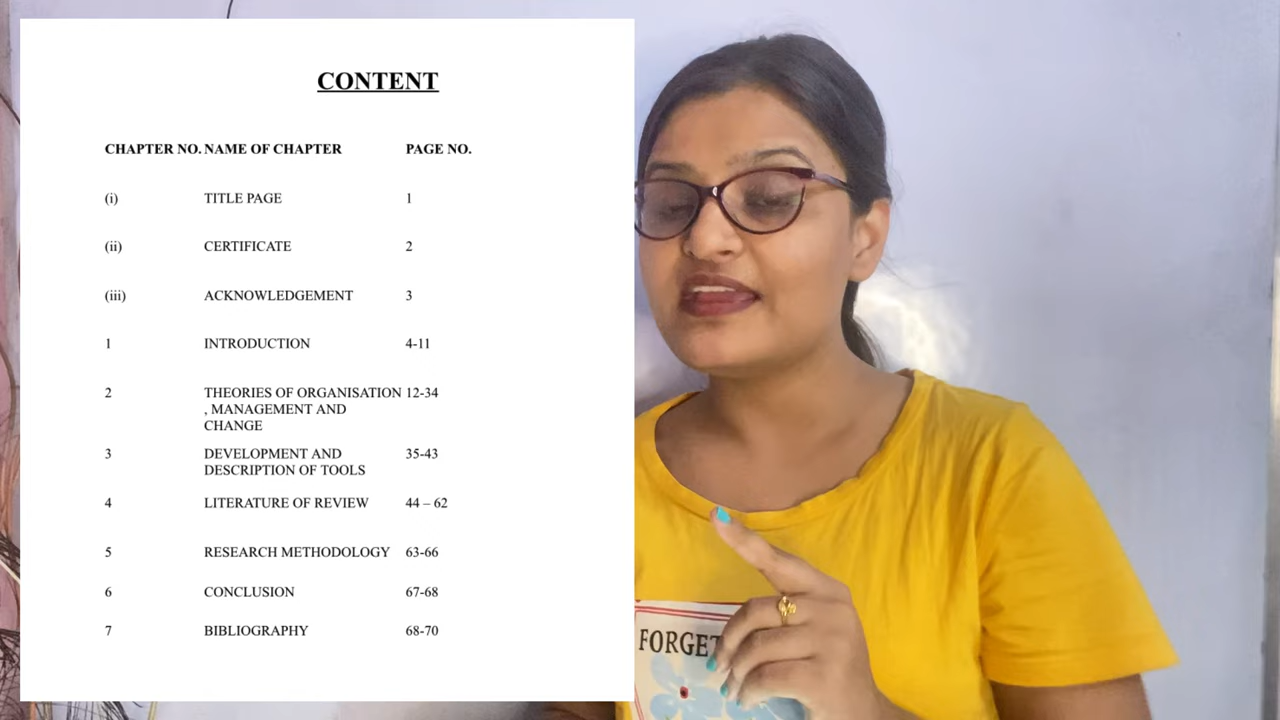 CONTENT
CHAPTER NO. NAME OF CHAPTER PAGE NO.
(i) TITLE PAGE 1
(ii) CERTIFICATE 2
(iii) ACKNOWLEDGEMENT 3
1 INTRODUCTION 4-11
2 THEORIES OF ORGANISATION 12-34
, MANAGEMENT AND
CHANGE
3 DEVELOPMENT AND 35-43
DESCRIPTION OF TOOLS
4 LITERATURE OF REVIEW 44 – 62
5 RESEARCH METHODOLOGY 63-66
6 CONCLUSION 67-68
7 BIBLIOGRAPHY 68-70
FORGET